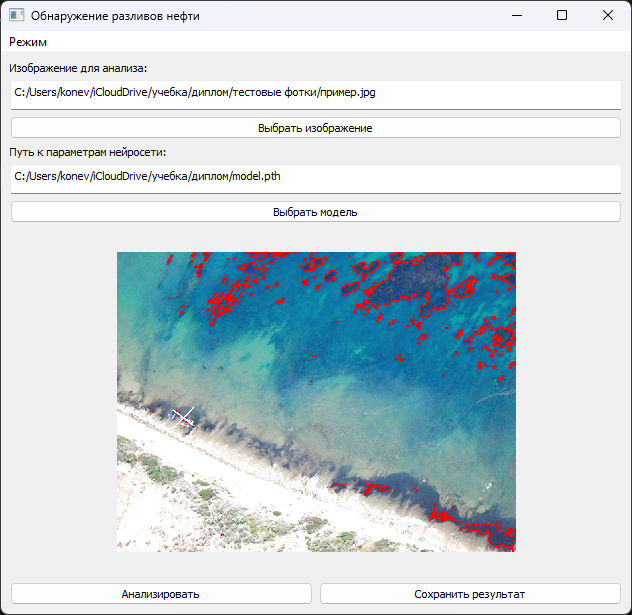 Обнаружение разливов нефти
Режим
Изображение для анализа:
C:/Users/konev/iCloudDrive/учебка/диплом/тестовые фотки/пример.jpg
Выбрать изображение
Путь к параметрам нейросети:
C:/Users/konev/iCloudDrive/учебка/диплом/model.pth
Выбрать модель
Анализировать
Сохранить результат